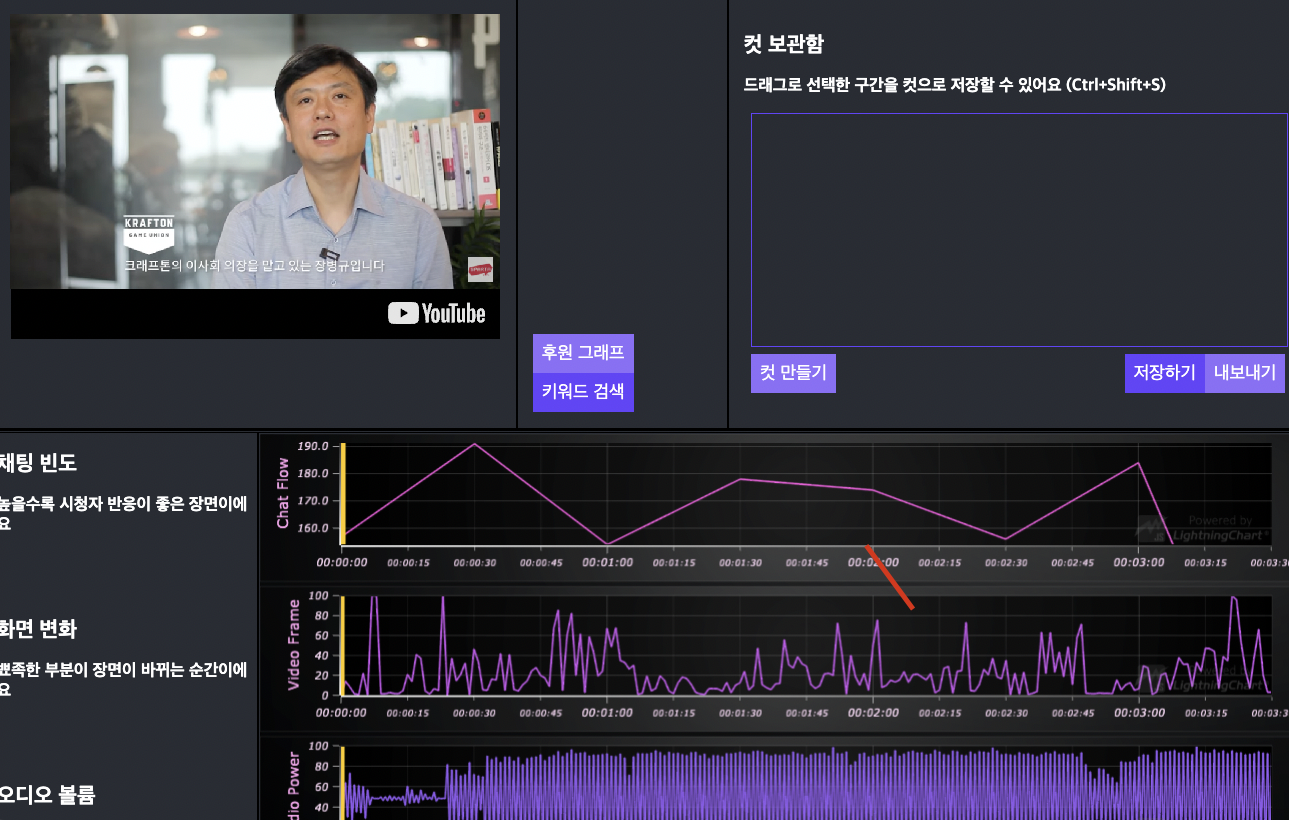 KRAFTON
GAME UNION
크래프톤의 이사회 의장을 맡고 있는 장병규입니다
YouTube
후원 그래프
키워드 검색
컷 보관함
드래그로 선택한 구간을 컷으로 저장할 수 있어요 (Ctrl+Shift+S)
컷 만들기
저장하기
내보내기
채팅 빈도
높을수록 시청자 반응이 좋은 장면이에
요
Chat Flow
190.0
180.0
170.0
160.0
Powered by
LightningChart®
00:00:00 00:00:15 00:00:30 00:00:45 00:01:00 00:01:15 00:01:30 00:01:45 00:02:00 00:02:15 00:02:30 00:02:45 00:03:00 00:03:15 00:03:3
화면 변화
뾰족한 부분이 장면이 바뀌는 순간이에
요
Video Frame
100
80
60
40
20
0
LightningChart
00:00:00 00:00:15 00:00:30 00:00:45 00:01:00 00:01:15 00:01:30 00:01:45 00:02:00 00:02:15 00:02:30 00:02:45 00:03:00 00:03:15 00:03:3
오디오 볼륨
dio Power
100
80
60
40